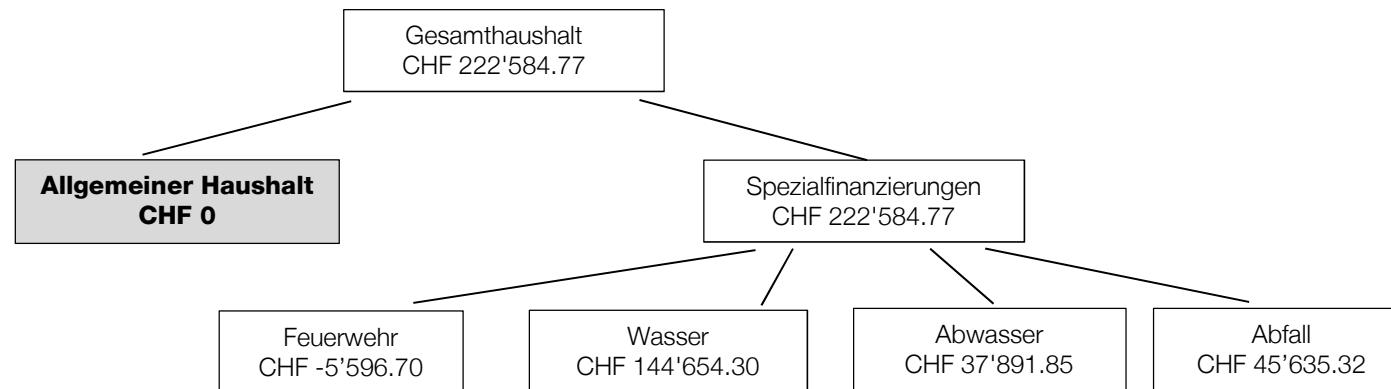 Gesamthaushalt
CHF 222'584.77
Allgemeiner Haushalt
CHF 0
Spezialfinanzierungen
CHF 222'584.77
Feuerwehr
CHF -5’596.70
Wasser
CHF 144'654.30
Abwasser
CHF 37'891.85
Abfall
CHF 45’635.32